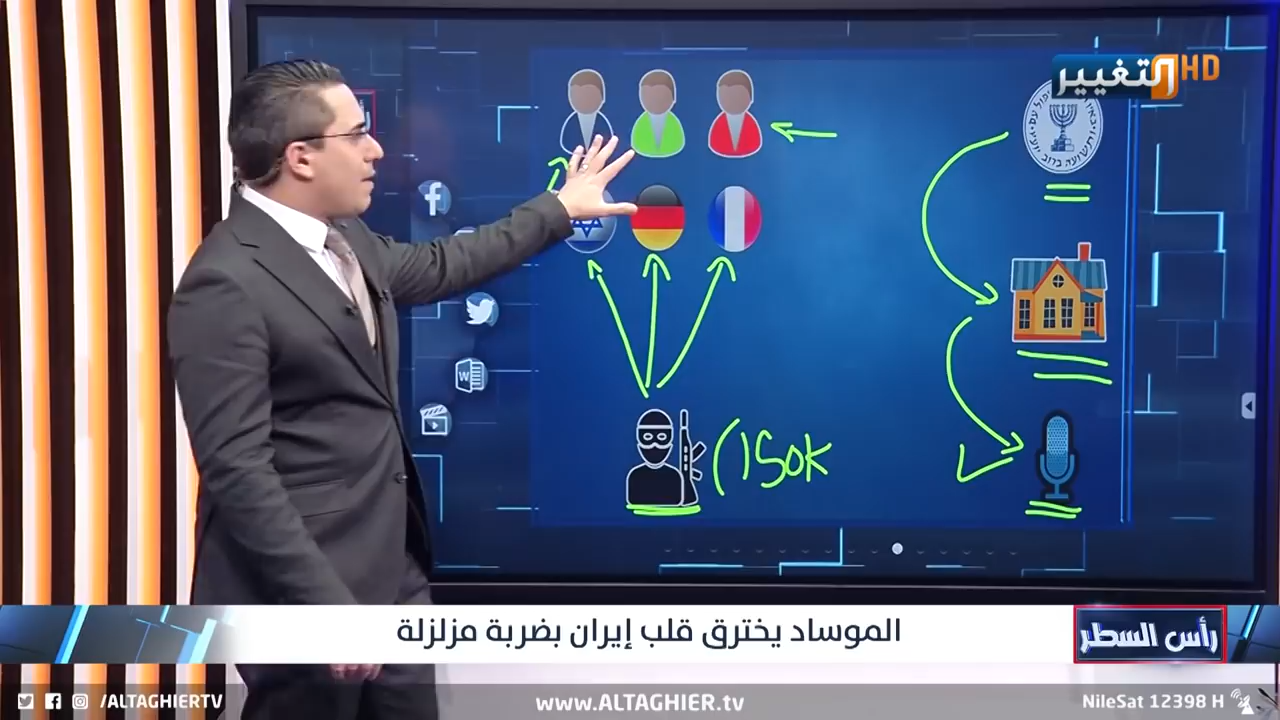 التغيير HD
(150K
W
الموساد يخترق قلب إيران بضربة مزلزلة
رأس السطر
/ALTAGHIERTV
www.ALTAGHIER.tv
NileSat 12398 H